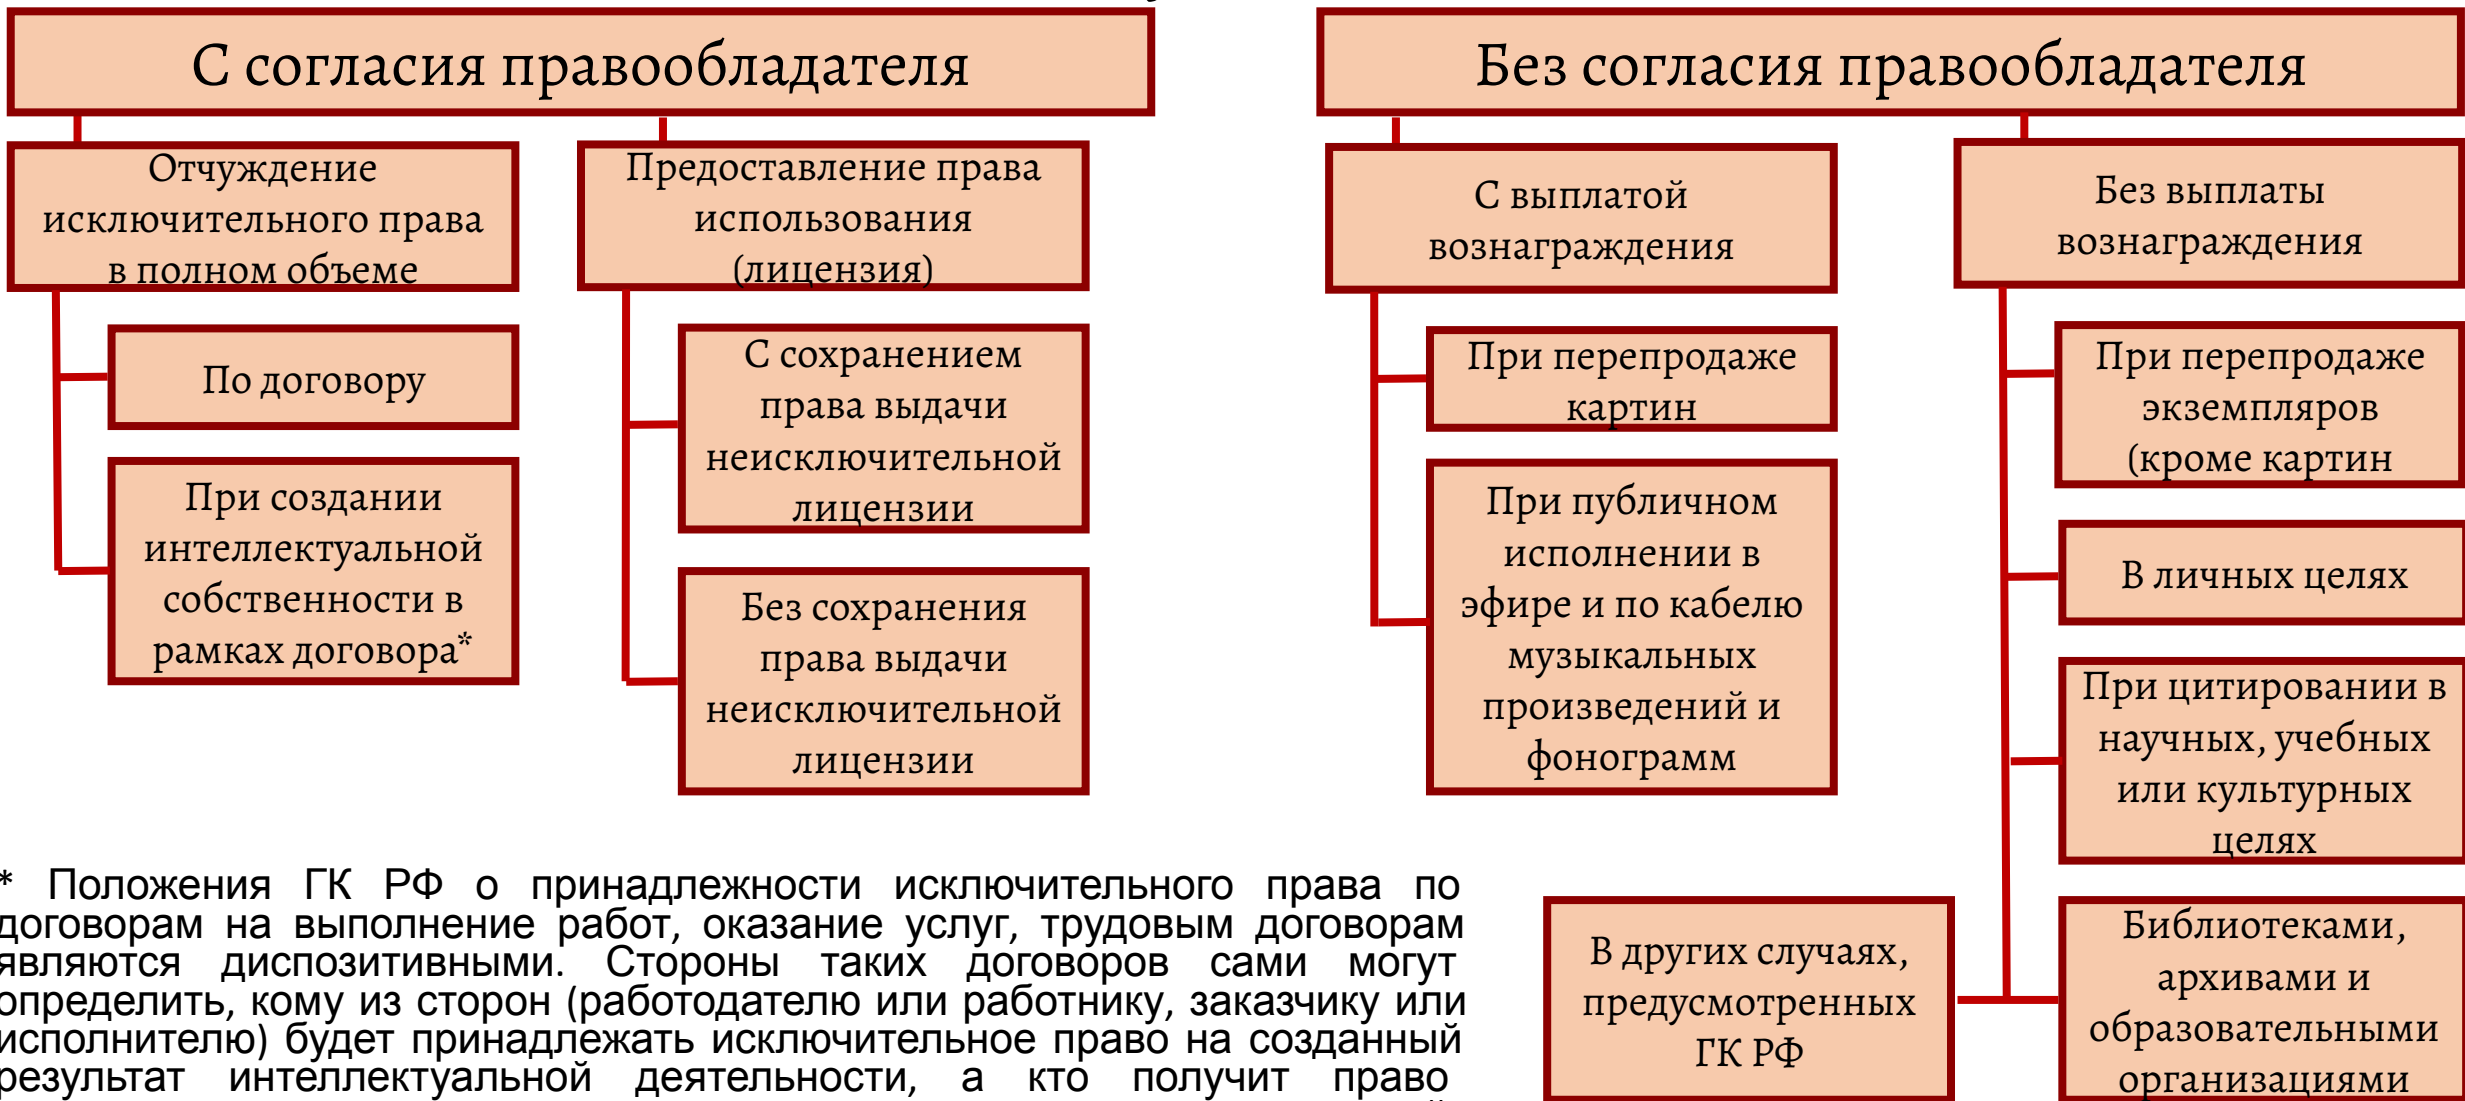 С согласия правообладателя
Отчуждение
исключительного права
в полном объеме
По договору
При создании
интеллектуальной
собственности в
рамках договора*
Предоставление права
использования
(лицензия)
С сохранением
права выдачи
неисключительной
лицензии
Без сохранения
права выдачи
неисключительной
лицензии
Без согласия правообладателя
С выплатой
вознаграждения
При перепродаже
картин
При публичном
исполнении в
эфире и по кабелю
музыкальных
произведений и
фонограмм
Без выплаты
вознаграждения
При перепродаже
экземпляров
(кроме картин
В личных целях
При цитировании в
научных, учебных
или культурных
целях
Библиотеками,
архивами и
образовательными
организациями
В других случаях,
предусмотренных
ГК РФ
* Положения ГК РФ о принадлежности исключительного права по
договорам на выполнение работ, оказание услуг, трудовым договорам
являются диспозитивными. Стороны таких договоров сами могут
определить, кому из сторон (работодателю или работнику, заказчику или
исполнителю) будет принадлежать исключительное право на созданный
результат интеллектуальной деятельности, а кто получит право